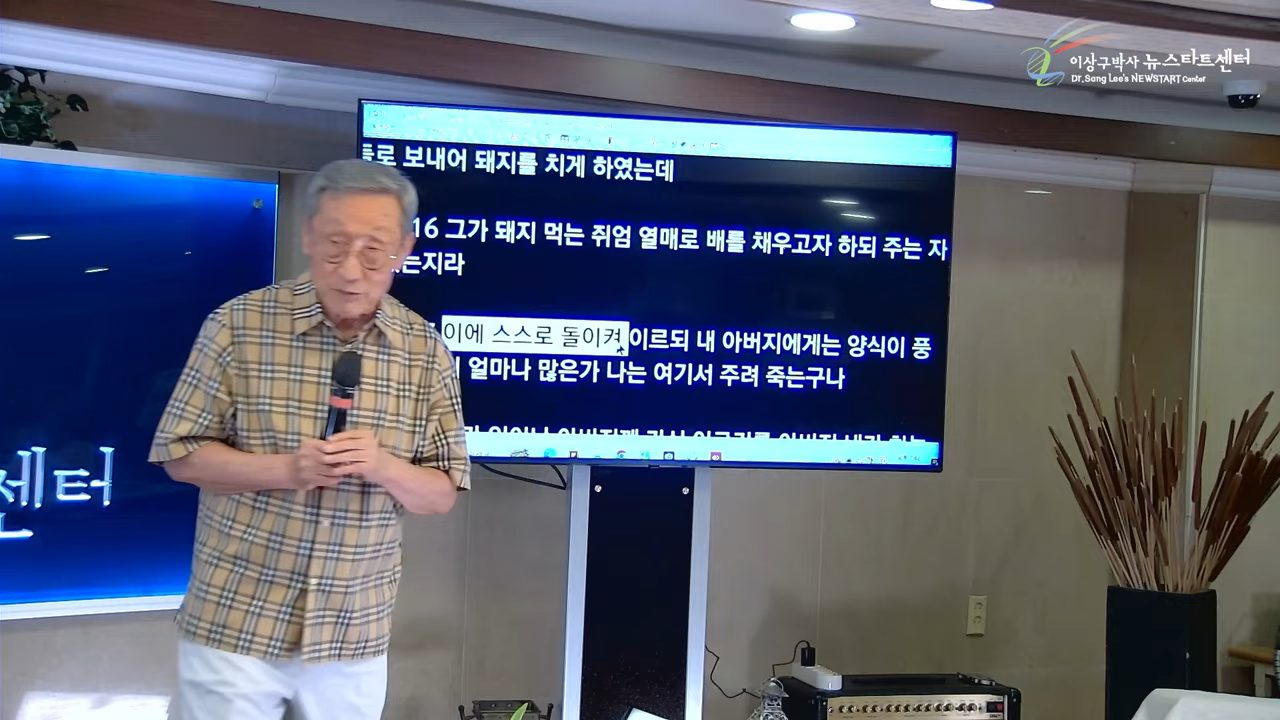 이상구박사 뉴스타트센터
Dr. Sang Lee's NEWSTART Center
로 보내어 돼지를 치게 하였는데
16 그가 돼지 먹는 쥐엄 열매로 배를 채우고자 하되 주는 자
는지라
이에 스스로 돌이켜 이르되 내 아버지에게는 양식이 풍
얼마나 많은가 나는 여기서 주려 죽는구나
센터